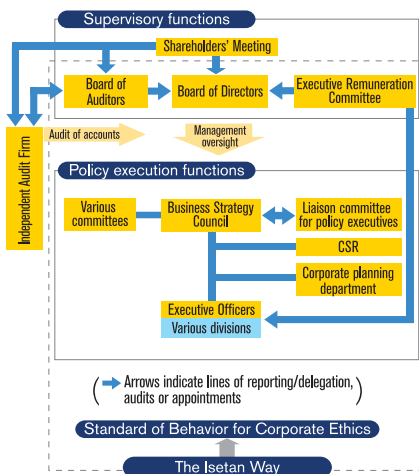 Supervisory functions
Shareholders' Meeting
Board of
Auditors
Board of Directors
Executive Remuneration
Committee
Independent Audit Firm
Audit of accounts
Management
oversight
Policy execution functions
Various
committees
Business Strategy
Council
Liaison committee
for policy executives
CSR
Corporate planning
department
Executive Officers
Various divisions
( Arrows indicate lines of reporting/delegation,
audits or appointments )
Standard of Behavior for Corporate Ethics
The Isetan Way